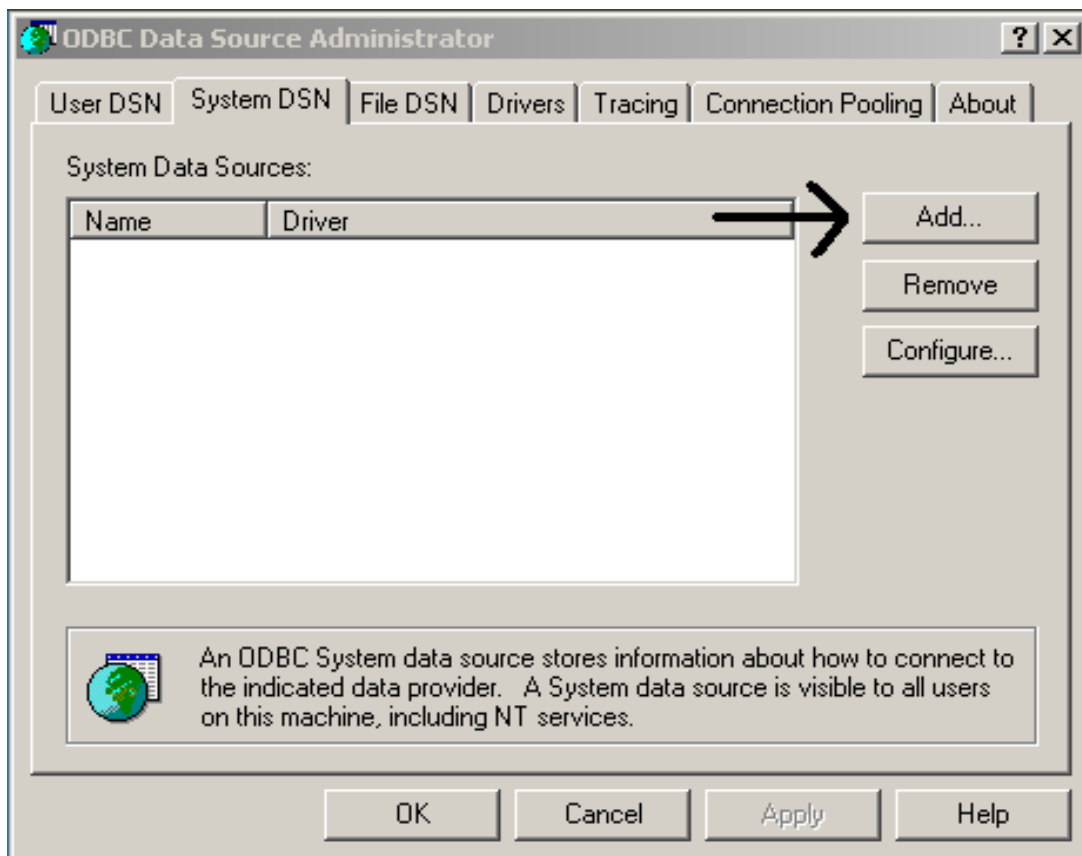 ODBC Data Source Administrator
User DSN System DSN File DSN Drivers Tracing Connection Pooling About
System Data Sources:
Name Driver
Add...
Remove
Configure...
An ODBC System data source stores information about how to connect to
the indicated data provider. A System data source is visible to all users
on this machine, including NT services.
OK Cancel Apply Help